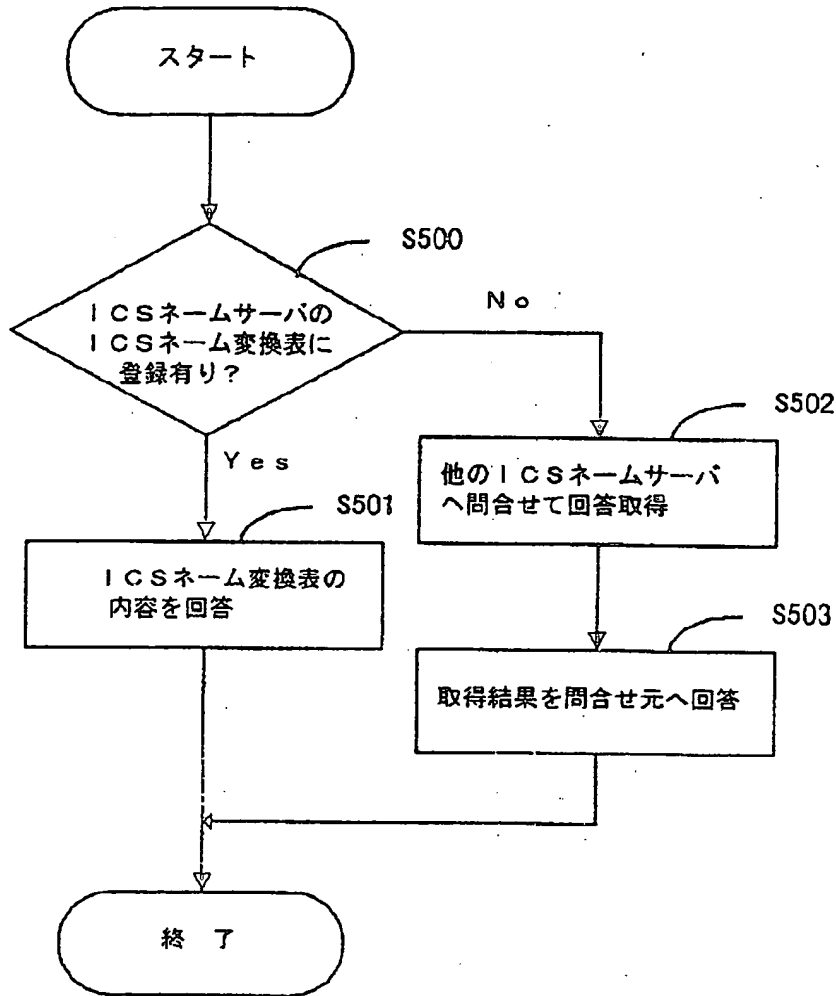 スタート
S500
ICSネームサーバの
ICSネーム変換表に
登録有り?
No
Yes
S502
他のICSネームサーバ
へ問合せて回答取得
S501
ICSネーム変換表の
内容を回答
S503
取得結果を問合せ元へ回答
終 了